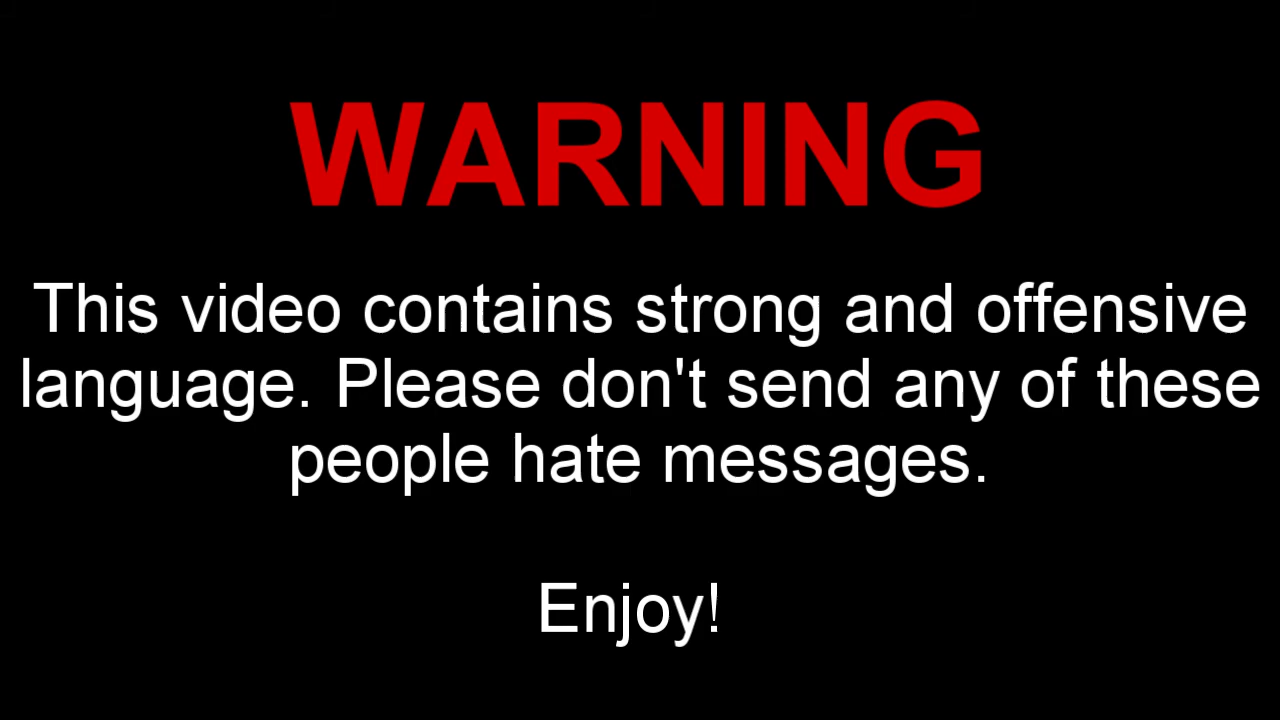 WARNING
This video contains strong and offensive
language. Please don't send any of these
people hate messages.
Enjoy!